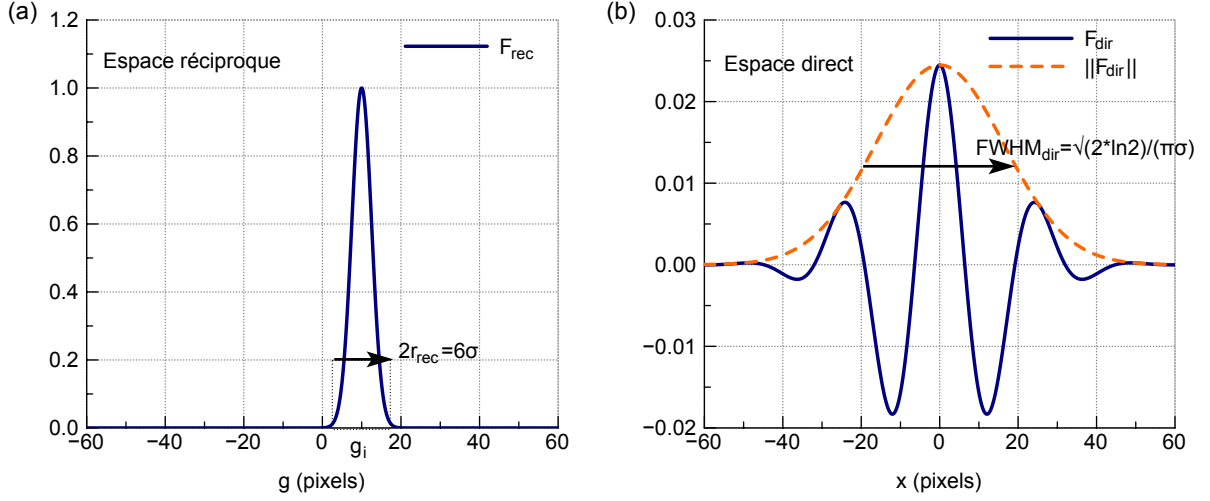 (a)
1.2
1.0
0.8
0.6
0.4
0.2
0.0
Espace réciproque
F_rec
2r_rec=6σ
−60 −40 −20 0 20 40 60
g_i
g (pixels)
(b)
0.03
0.02
0.01
0.00
−0.01
−0.02
Espace direct
F_dir
||F_dir||
FWHM_dir=√(2*ln2)/(πσ)
−60 −40 −20 0 20 40 60
x (pixels)